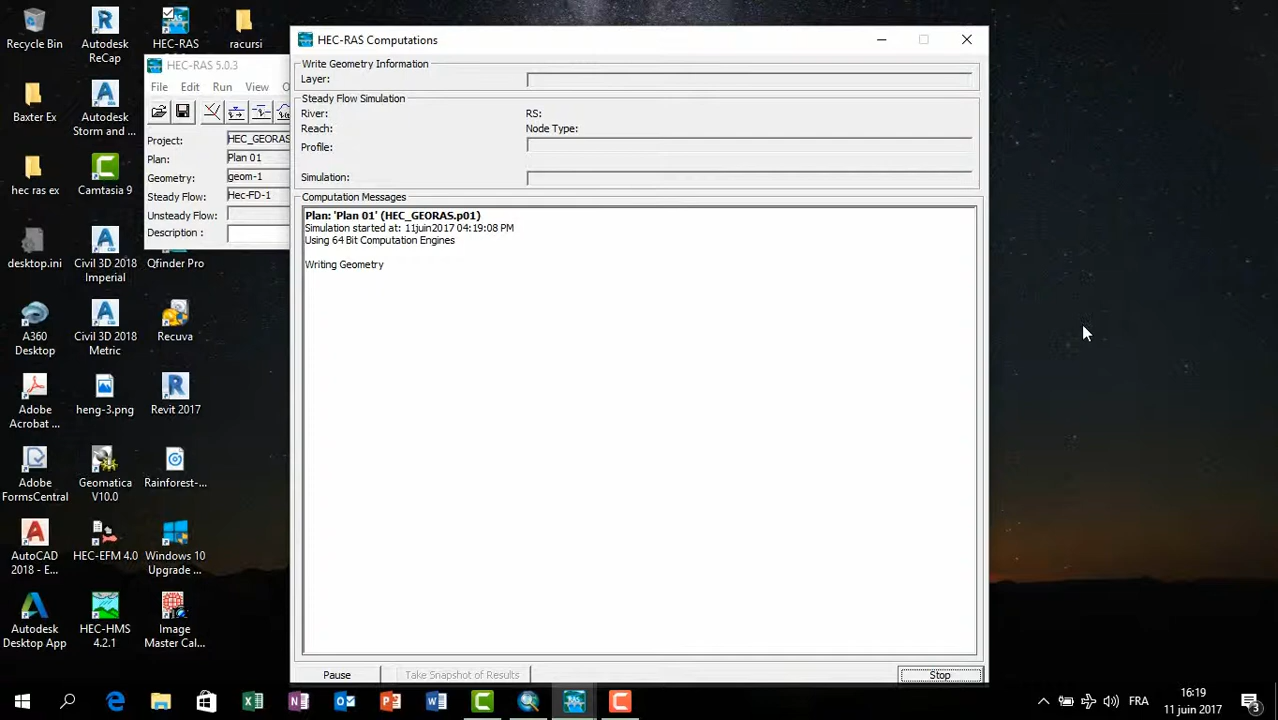 Recycle Bin
Autodesk
ReCap
HEC-RAS
racursi
Baxter Ex
Autodesk
Storm and ...
hec ras ex
Camtasia 9
desktop.ini
Civil 3D 2018
Imperial
Qfinder Pro
A360
Desktop
Civil 3D 2018
Metric
Recuva
Adobe
Acrobat ...
heng-3.png
Revit 2017
Adobe
FormsCentral
Geomatica
V10.0
Rainforest-...
AutoCAD
2018 - E...
HEC-EFM 4.0
Windows 10
Upgrade ...
Autodesk
Desktop App
HEC-HMS
4.2.1
Image
Master Cal...
HEC-RAS 5.0.3
File Edit Run View O
Project: HEC_GEORAS
Plan: Plan 01
Geometry: geom-1
Steady Flow: Hec-FD-1
Unsteady Flow:
Description :
HEC-RAS Computations
Write Geometry Information
Layer:
Steady Flow Simulation
River: RS:
Reach: Node Type:
Profile:
Simulation:
Computation Messages
Plan: 'Plan 01' (HEC_GEORAS.p01)
Simulation started at: 11juin2017 04:19:08 PM
Using 64 Bit Computation Engines
Writing Geometry
Pause Take Snapshot of Results Stop
FRA
16:19
11 juin 2017
3